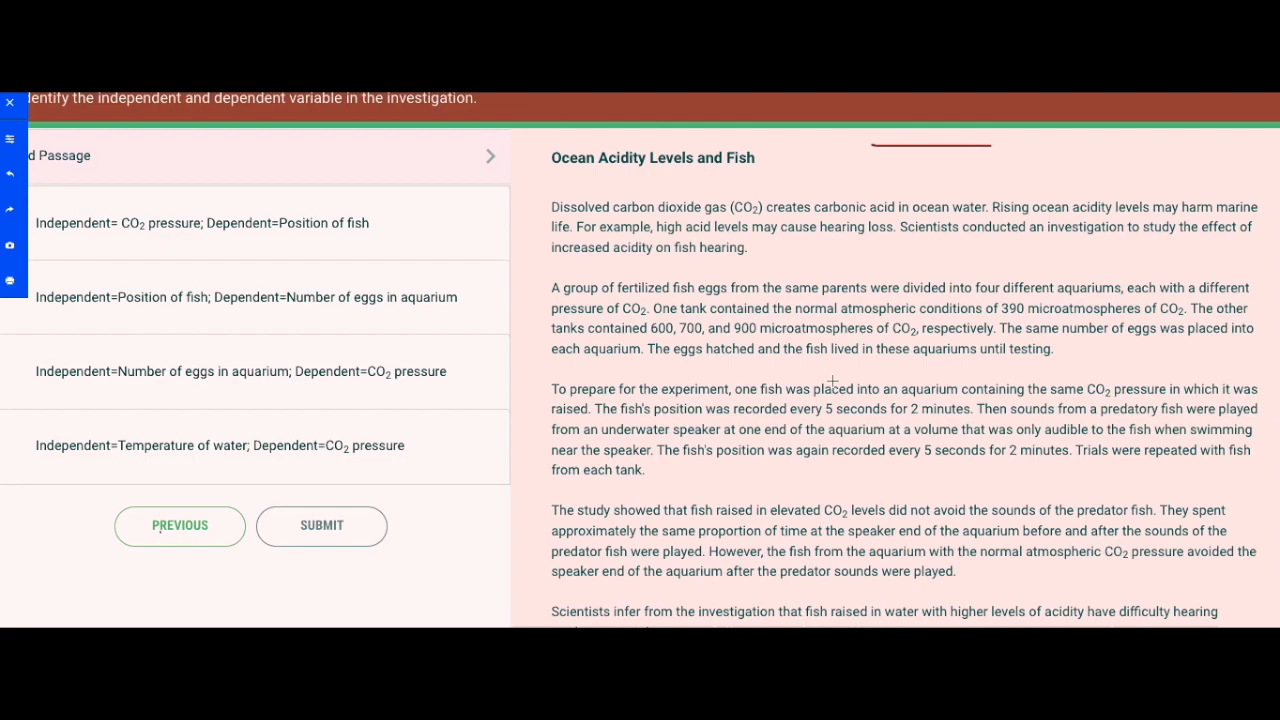 dentify the independent and dependent variable in the investigation.
d Passage
Independent= CO₂ pressure; Dependent=Position of fish
Independent=Position of fish; Dependent=Number of eggs in aquarium
Independent=Number of eggs in aquarium; Dependent=CO₂ pressure
Independent=Temperature of water; Dependent=CO₂ pressure
PREVIOUS
SUBMIT
Ocean Acidity Levels and Fish
Dissolved carbon dioxide gas (CO₂) creates carbonic acid in ocean water. Rising ocean acidity levels may harm marine
life. For example, high acid levels may cause hearing loss. Scientists conducted an investigation to study the effect of
increased acidity on fish hearing.
A group of fertilized fish eggs from the same parents were divided into four different aquariums, each with a different
pressure of CO₂. One tank contained the normal atmospheric conditions of 390 microatmospheres of CO₂. The other
tanks contained 600, 700, and 900 microatmospheres of CO₂, respectively. The same number of eggs was placed into
each aquarium. The eggs hatched and the fish lived in these aquariums until testing.
To prepare for the experiment, one fish was placed into an aquarium containing the same CO₂ pressure in which it was
raised. The fish's position was recorded every 5 seconds for 2 minutes. Then sounds from a predatory fish were played
from an underwater speaker at one end of the aquarium at a volume that was only audible to the fish when swimming
near the speaker. The fish's position was again recorded every 5 seconds for 2 minutes. Trials were repeated with fish
from each tank.
The study showed that fish raised in elevated CO₂ levels did not avoid the sounds of the predator fish. They spent
approximately the same proportion of time at the speaker end of the aquarium before and after the sounds of the
predator fish were played. However, the fish from the aquarium with the normal atmospheric CO₂ pressure avoided the
speaker end of the aquarium after the predator sounds were played.
Scientists infer from the investigation that fish raised in water with higher levels of acidity have difficulty hearing